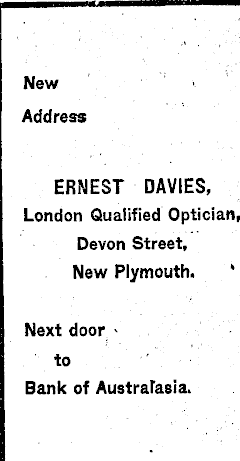 New
Address
ERNEST DAVIES,
London Qualified Optician,
Devon Street,
New Plymouth.
Next door
to
Bank of Australasia.